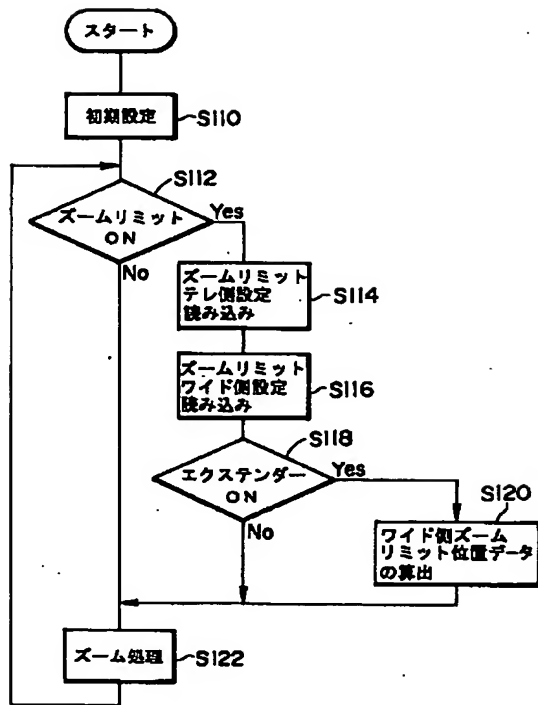 スタート
初期設定
S110
S112
ズームリミット
ON
Yes
No
ズームリミット
テレ側設定
読み込み
S114
ズームリミット
ワイド側設定
読み込み
S116
S118
エクステンダー
ON
Yes
No
S120
ワイド側ズーム
リミット位置データ
の算出
ズーム処理
S122